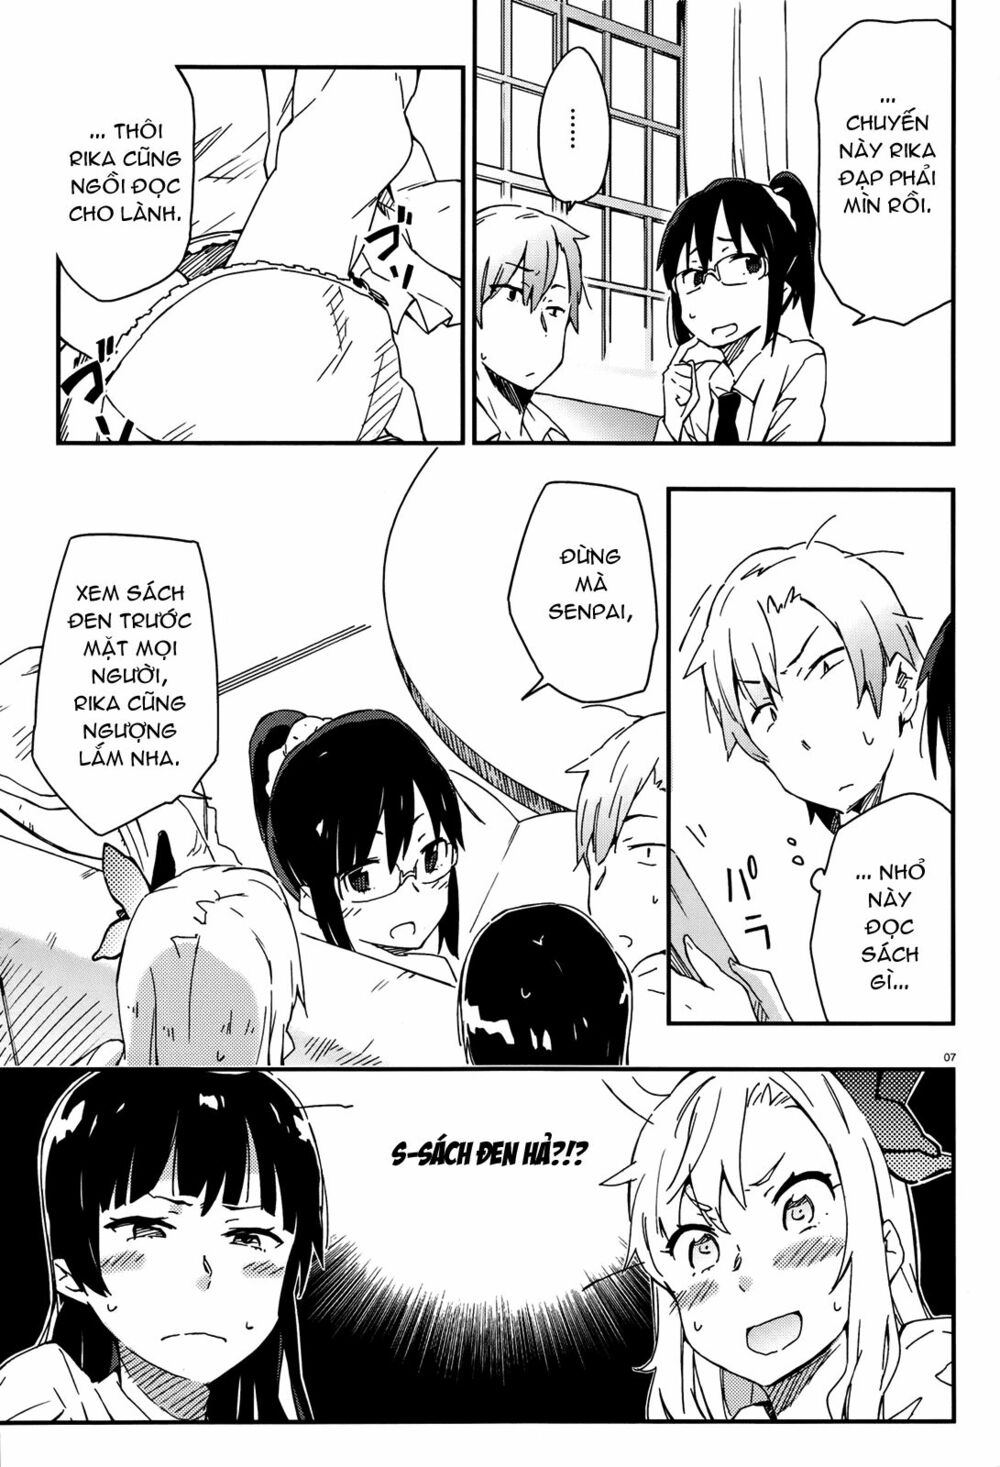 ...
CHUYẾN
NÀY RIKA
ĐẠP PHẢI
MÌN RỒI.
......
... THÔI
RIKA CŨNG
NGỒI ĐỌC
CHO LÀNH.
... NHỎ
NÀY
ĐỌC
SÁCH
GÌ...
パラ
ĐỪNG
MÀ
SENPAI,
XEM SÁCH
ĐEN TRƯỚC
MẶT MỌI
NGƯỜI,
RIKA CŨNG
NGƯỢNG
LẮM NHA.
07
S-SÁCH ĐEN HẢ?!?